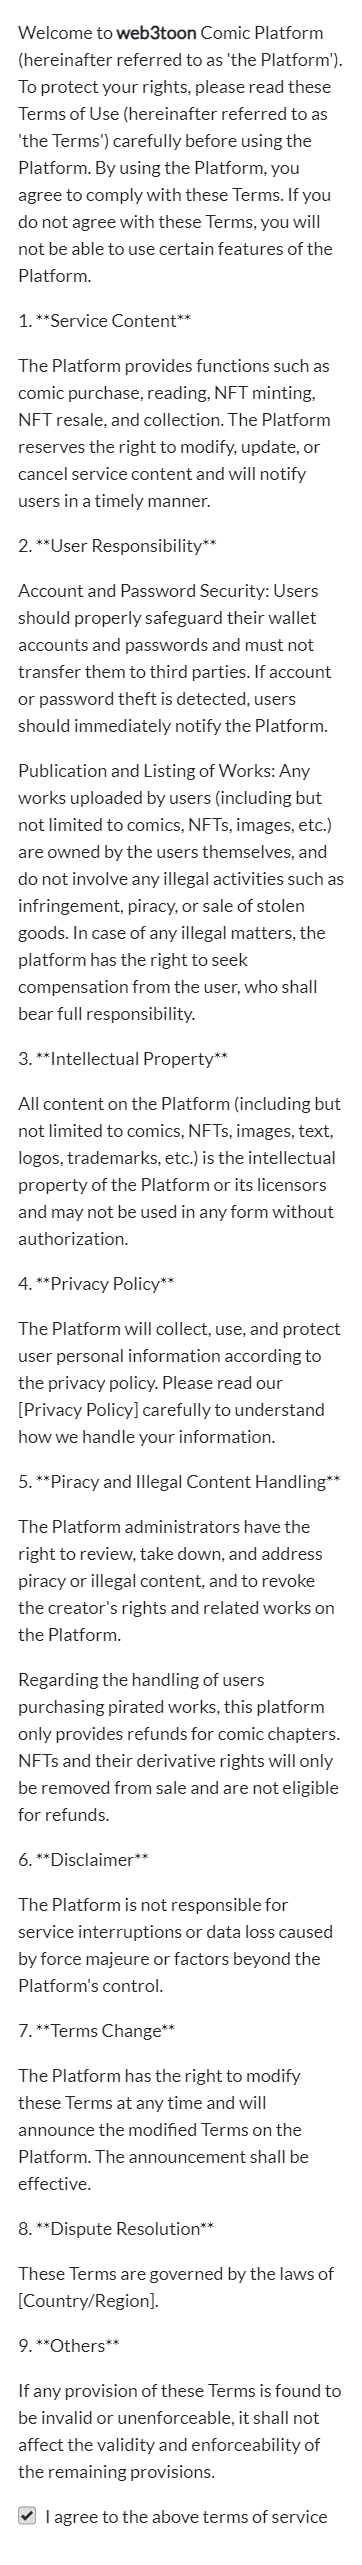 Welcome to web3toon Comic Platform
(hereinafter referred to as 'the Platform').
To protect your rights, please read these
Terms of Use (hereinafter referred to as
'the Terms') carefully before using the
Platform. By using the Platform, you
agree to comply with these Terms. If you
do not agree with these Terms, you will
not be able to use certain features of the
Platform.
1. **Service Content**
The Platform provides functions such as
comic purchase, reading, NFT minting,
NFT resale, and collection. The Platform
reserves the right to modify, update, or
cancel service content and will notify
users in a timely manner.
2. **User Responsibility**
Account and Password Security: Users
should properly safeguard their wallet
accounts and passwords and must not
transfer them to third parties. If account
or password theft is detected, users
should immediately notify the Platform.
Publication and Listing of Works: Any
works uploaded by users (including but
not limited to comics, NFTs, images, etc.)
are owned by the users themselves, and
do not involve any illegal activities such as
infringement, piracy, or sale of stolen
goods. In case of any illegal matters, the
platform has the right to seek
compensation from the user, who shall
bear full responsibility.
3. **Intellectual Property**
All content on the Platform (including but
not limited to comics, NFTs, images, text,
logos, trademarks, etc.) is the intellectual
property of the Platform or its licensors
and may not be used in any form without
authorization.
4. **Privacy Policy**
The Platform will collect, use, and protect
user personal information according to
the privacy policy. Please read our
[Privacy Policy] carefully to understand
how we handle your information.
5. **Piracy and Illegal Content Handling**
The Platform administrators have the
right to review, take down, and address
piracy or illegal content, and to revoke
the creator's rights and related works on
the Platform.
Regarding the handling of users
purchasing pirated works, this platform
only provides refunds for comic chapters.
NFTs and their derivative rights will only
be removed from sale and are not eligible
for refunds.
6. **Disclaimer**
The Platform is not responsible for
service interruptions or data loss caused
by force majeure or factors beyond the
Platform's control.
7. **Terms Change**
The Platform has the right to modify
these Terms at any time and will
announce the modified Terms on the
Platform. The announcement shall be
effective.
8. **Dispute Resolution**
These Terms are governed by the laws of
[Country/Region].
9. **Others**
If any provision of these Terms is found to
be invalid or unenforceable, it shall not
affect the validity and enforceability of
the remaining provisions.
I agree to the above terms of service